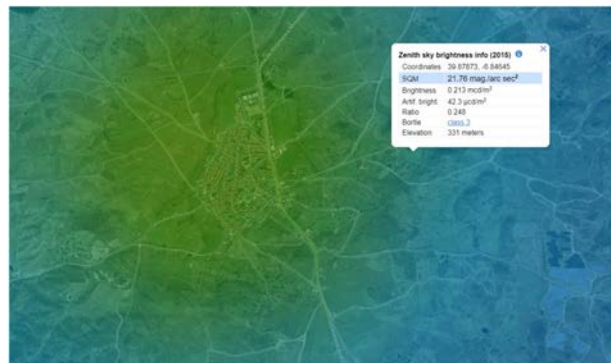 Zenith sky brightness info (2015)
Coordinates 39.87873, -6.84645
SQM 21.76 mag./arc sec²
Brightness 0.213 mcd/m²
Artif. bright. 42.3 μcd/m²
Ratio 0.248
Bortle class 3
Elevation 331 meters